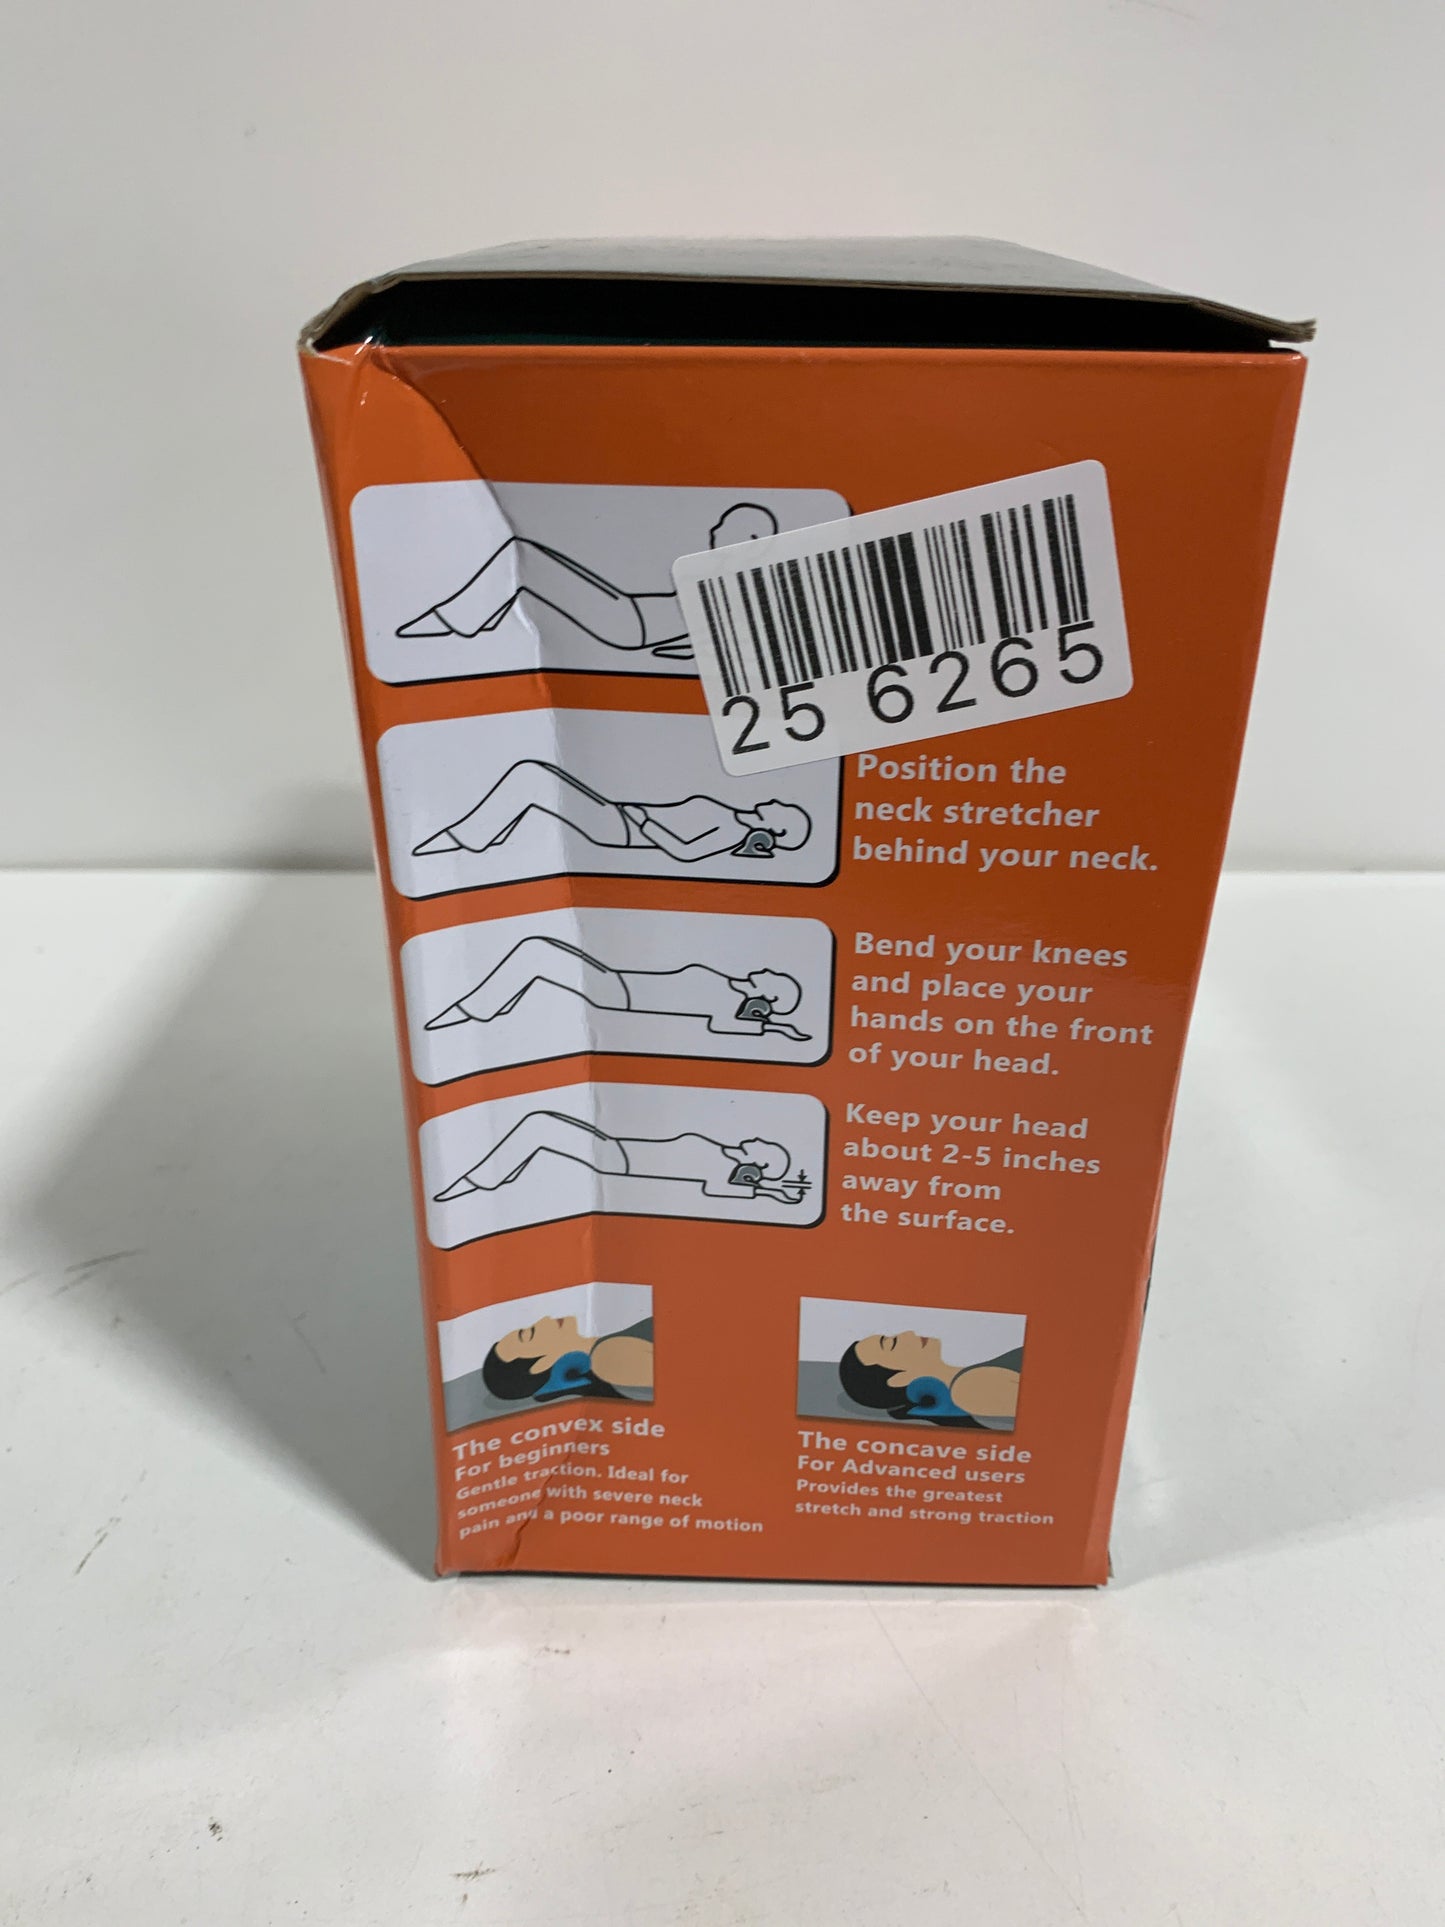 25 6265
Position the
neck stretcher
behind your neck.
Bend your knees
and place your
hands on the front
of your head.
Keep your head
about 2-5 inches
away from
the surface.
The convex side
For beginners
Gentle traction. Ideal for
someone with severe neck
pain and a poor range of motion
The concave side
For Advanced users
Provides the greatest
stretch and strong traction